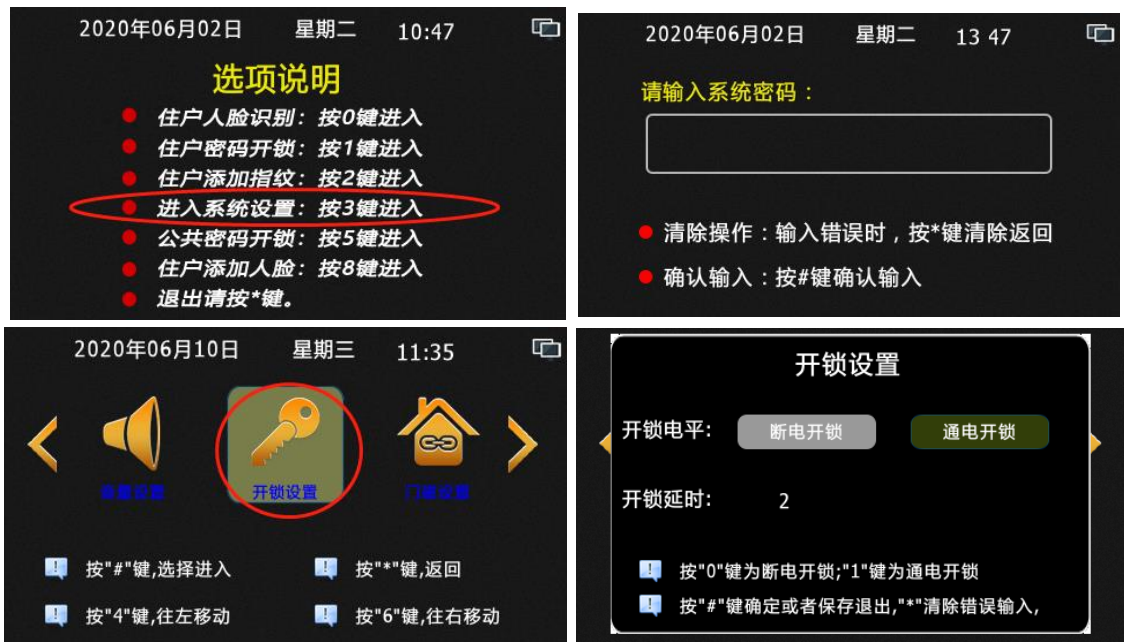 2020年06月02日 星期二 10:47
选项说明
住户人脸识别：按0键进入
住户密码开锁：按1键进入
住户添加指纹：按2键进入
进入系统设置：按3键进入
公共密码开锁：按5键进入
住户添加人脸：按8键进入
退出请按*键。
2020年06月02日 星期二 13 47
请输入系统密码：
清除操作：输入错误时，按*键清除返回
确认输入：按#键确认输入
2020年06月10日 星期三 11:35
开锁设置
按"#"键,选择进入 按"*"键,返回
按"4"键,往左移动 按"6"键,往右移动
开锁设置
开锁电平: 断电开锁 通电开锁
开锁延时: 2
按"0"键为断电开锁;"1"键为通电开锁
按"#"键确定或者保存退出,"*"清除错误输入,